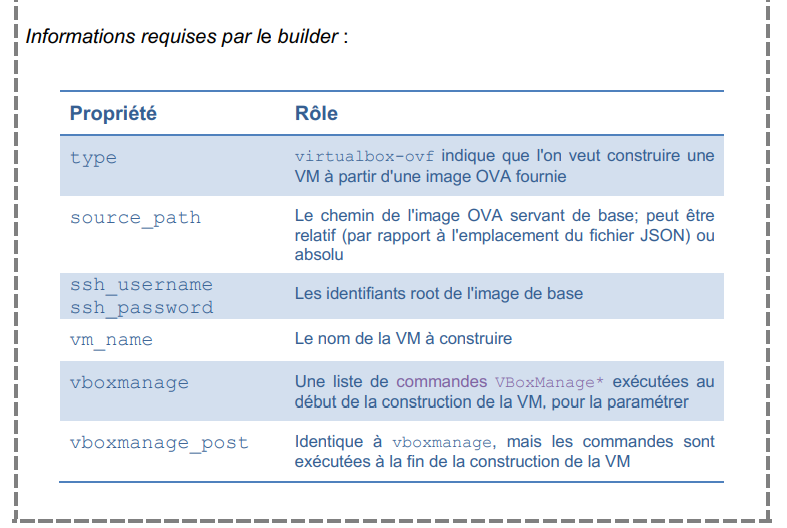 Informations requises par le builder :
Propriété Rôle
type virtualbox-ovf indique que l'on veut construire une
VM à partir d'une image OVA fournie
source_path Le chemin de l'image OVA servant de base; peut être
relatif (par rapport à l'emplacement du fichier JSON) ou
absolu
ssh_username
ssh_password
Les identifiants root de l'image de base
vm_name Le nom de la VM à construire
vboxmanage Une liste de commandes VBoxManage* exécutées au
début de la construction de la VM, pour la paramétrer
vboxmanage_post Identique à vboxmanage, mais les commandes sont
exécutées à la fin de la construction de la VM